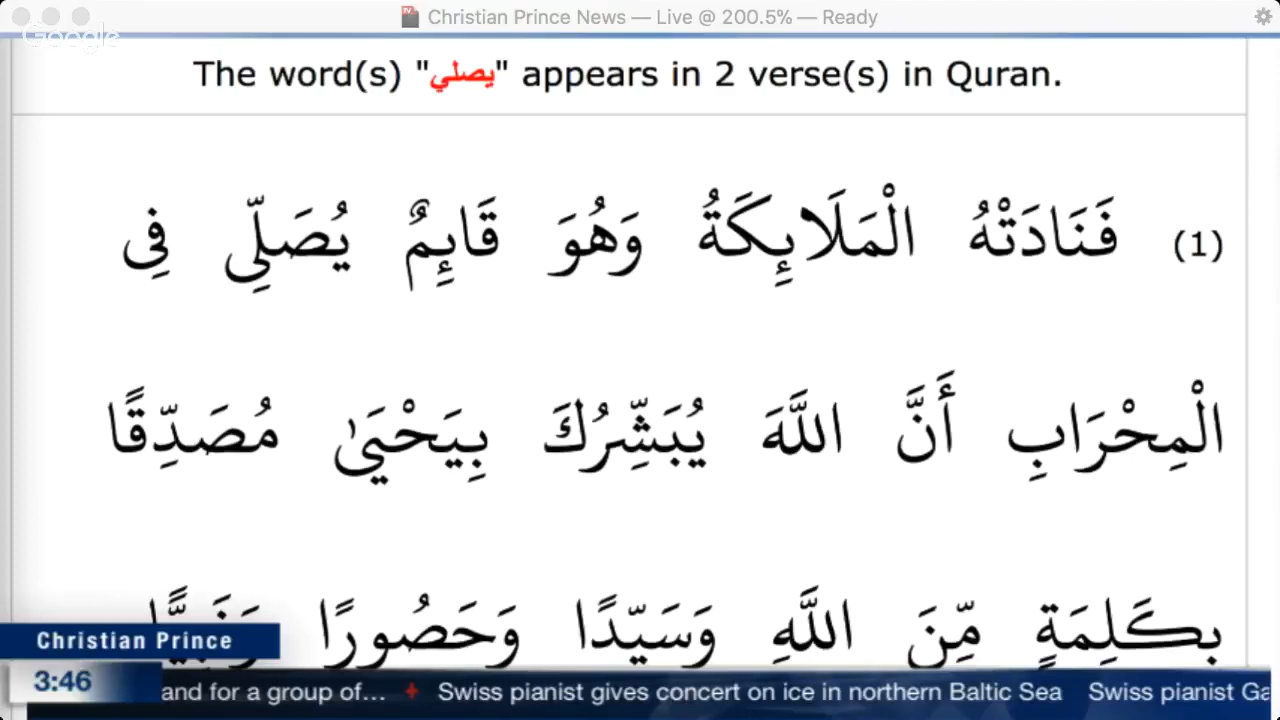 Christian Prince News — Live @ 200.5% — Ready
Google
The word(s) "يصلي" appears in 2 verse(s) in Quran.
(1) فَنَادَتْهُ الْمَلَائِكَةُ وَهُوَ قَائِمٌ يُصَلِّي فِي
الْمِحْرَابِ أَنَّ اللَّهَ يُبَشِّرُكَ بِيَحْيَىٰ مُصَدِّقًا
بِكَلِمَةٍ مِّنَ اللَّهِ وَسَيِّدًا وَحَصُورًا وَنَبِيًّا
Christian Prince
3:46
and for a group of... + Swiss pianist gives concert on ice in northern Baltic Sea Swiss pianist Ga